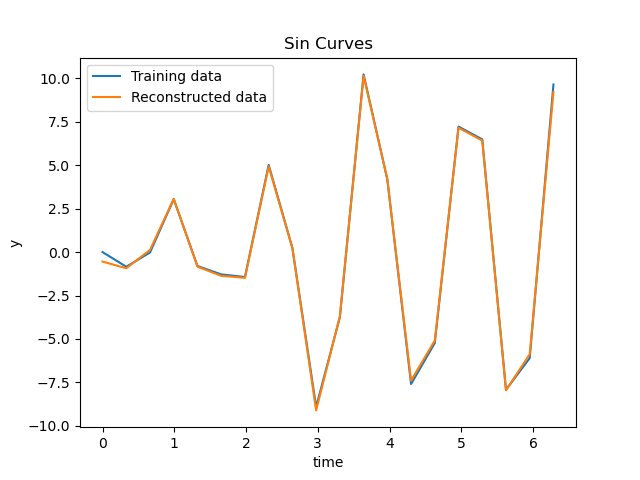 Sin Curves
Training data
Reconstructed data
10.0
7.5
5.0
2.5
0.0
−2.5
−5.0
−7.5
−10.0
y
0 1 2 3 4 5 6
time